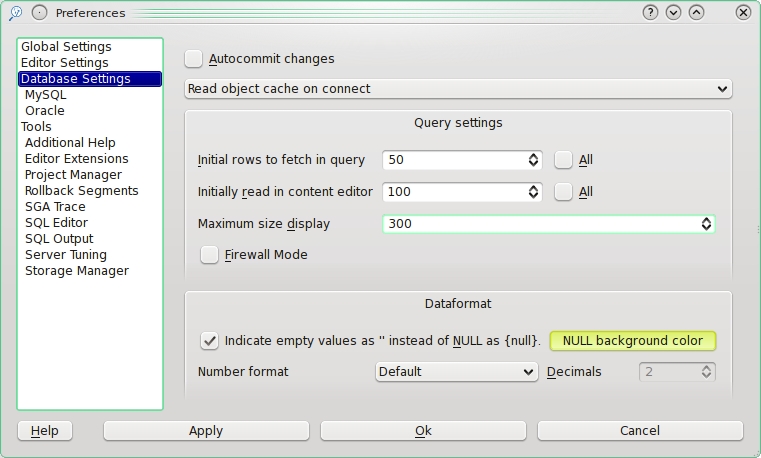 Preferences
Global Settings
Editor Settings
Database Settings
MySQL
Oracle
Tools
Additional Help
Editor Extensions
Project Manager
Rollback Segments
SGA Trace
SQL Editor
SQL Output
Server Tuning
Storage Manager
Autocommit changes
Read object cache on connect
Query settings
Initial rows to fetch in query 50 All
Initially read in content editor 100 All
Maximum size display 300
Firewall Mode
Dataformat
Indicate empty values as '' instead of NULL as {null}. NULL background color
Number format Default Decimals 2
Help Apply Ok Cancel